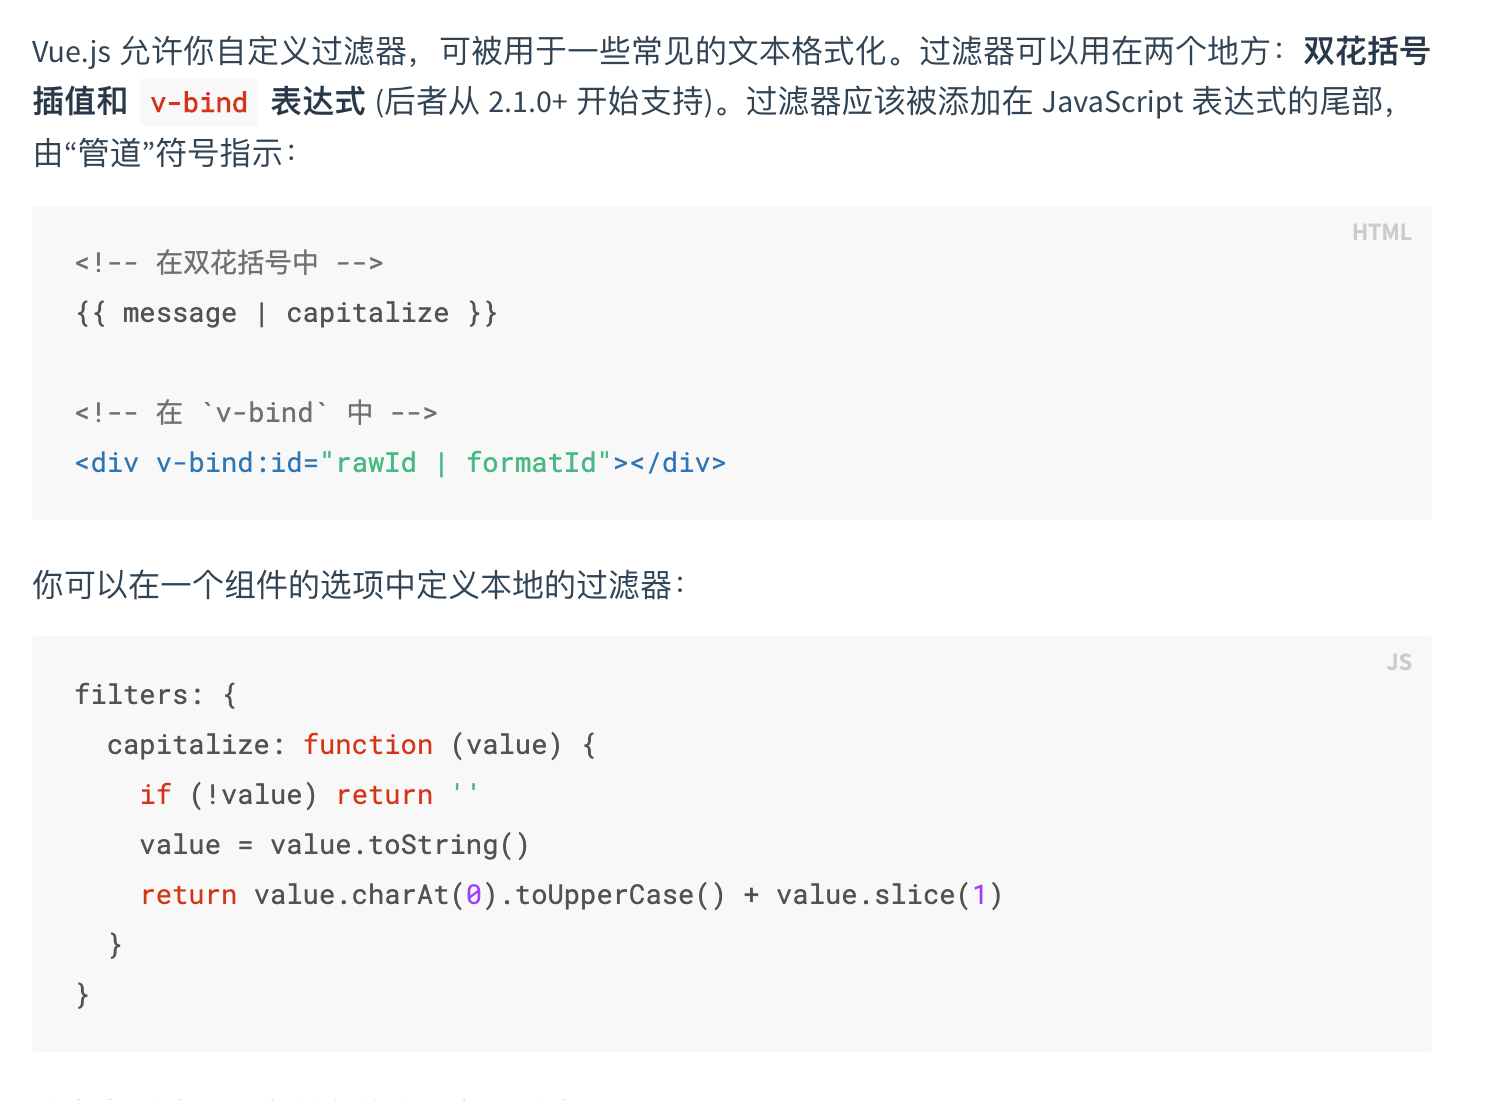 Vue.js 允许你自定义过滤器，可被用于一些常见的文本格式化。过滤器可以用在两个地方：双花括号
插值和 v-bind 表达式 (后者从 2.1.0+ 开始支持)。过滤器应该被添加在 JavaScript 表达式的尾部，
由“管道”符号指示：
HTML
<!-- 在双花括号中 -->
{{ message | capitalize }}
<!-- 在 `v-bind` 中 -->
<div v-bind:id="rawId | formatId"></div>
你可以在一个组件的选项中定义本地的过滤器：
JS
filters: {
  capitalize: function (value) {
    if (!value) return ''
    value = value.toString()
    return value.charAt(0).toUpperCase() + value.slice(1)
  }
}